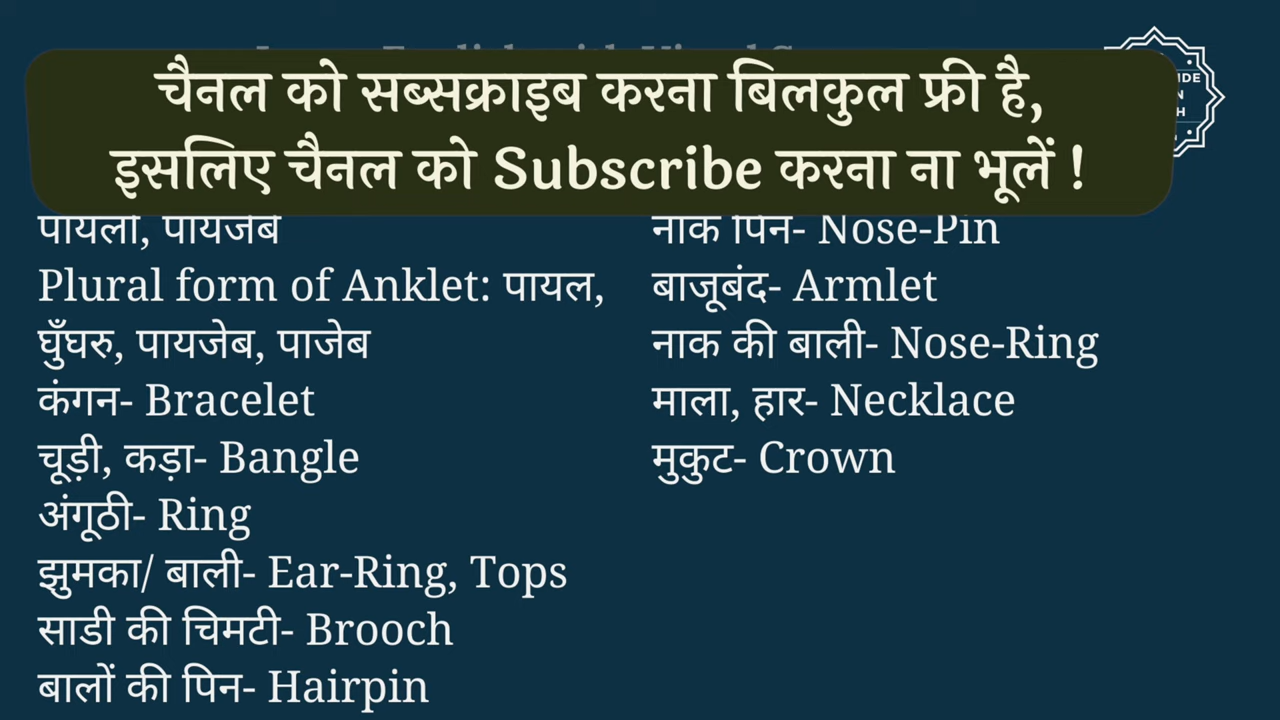 चैनल को सब्सक्राइब करना बिलकुल फ्री है,
इसलिए चैनल को Subscribe करना ना भूलें !
पायलों, पायजेब
Plural form of Anklet: पायल,
घुँघरु, पायजेब, पाजेब
कंगन- Bracelet
चूड़ी, कड़ा- Bangle
अंगूठी- Ring
झुमका/ बाली- Ear-Ring, Tops
साडी की चिमटी- Brooch
बालों की पिन- Hairpin
नाक पिन- Nose-Pin
बाजूबंद- Armlet
नाक की बाली- Nose-Ring
माला, हार- Necklace
मुकुट- Crown